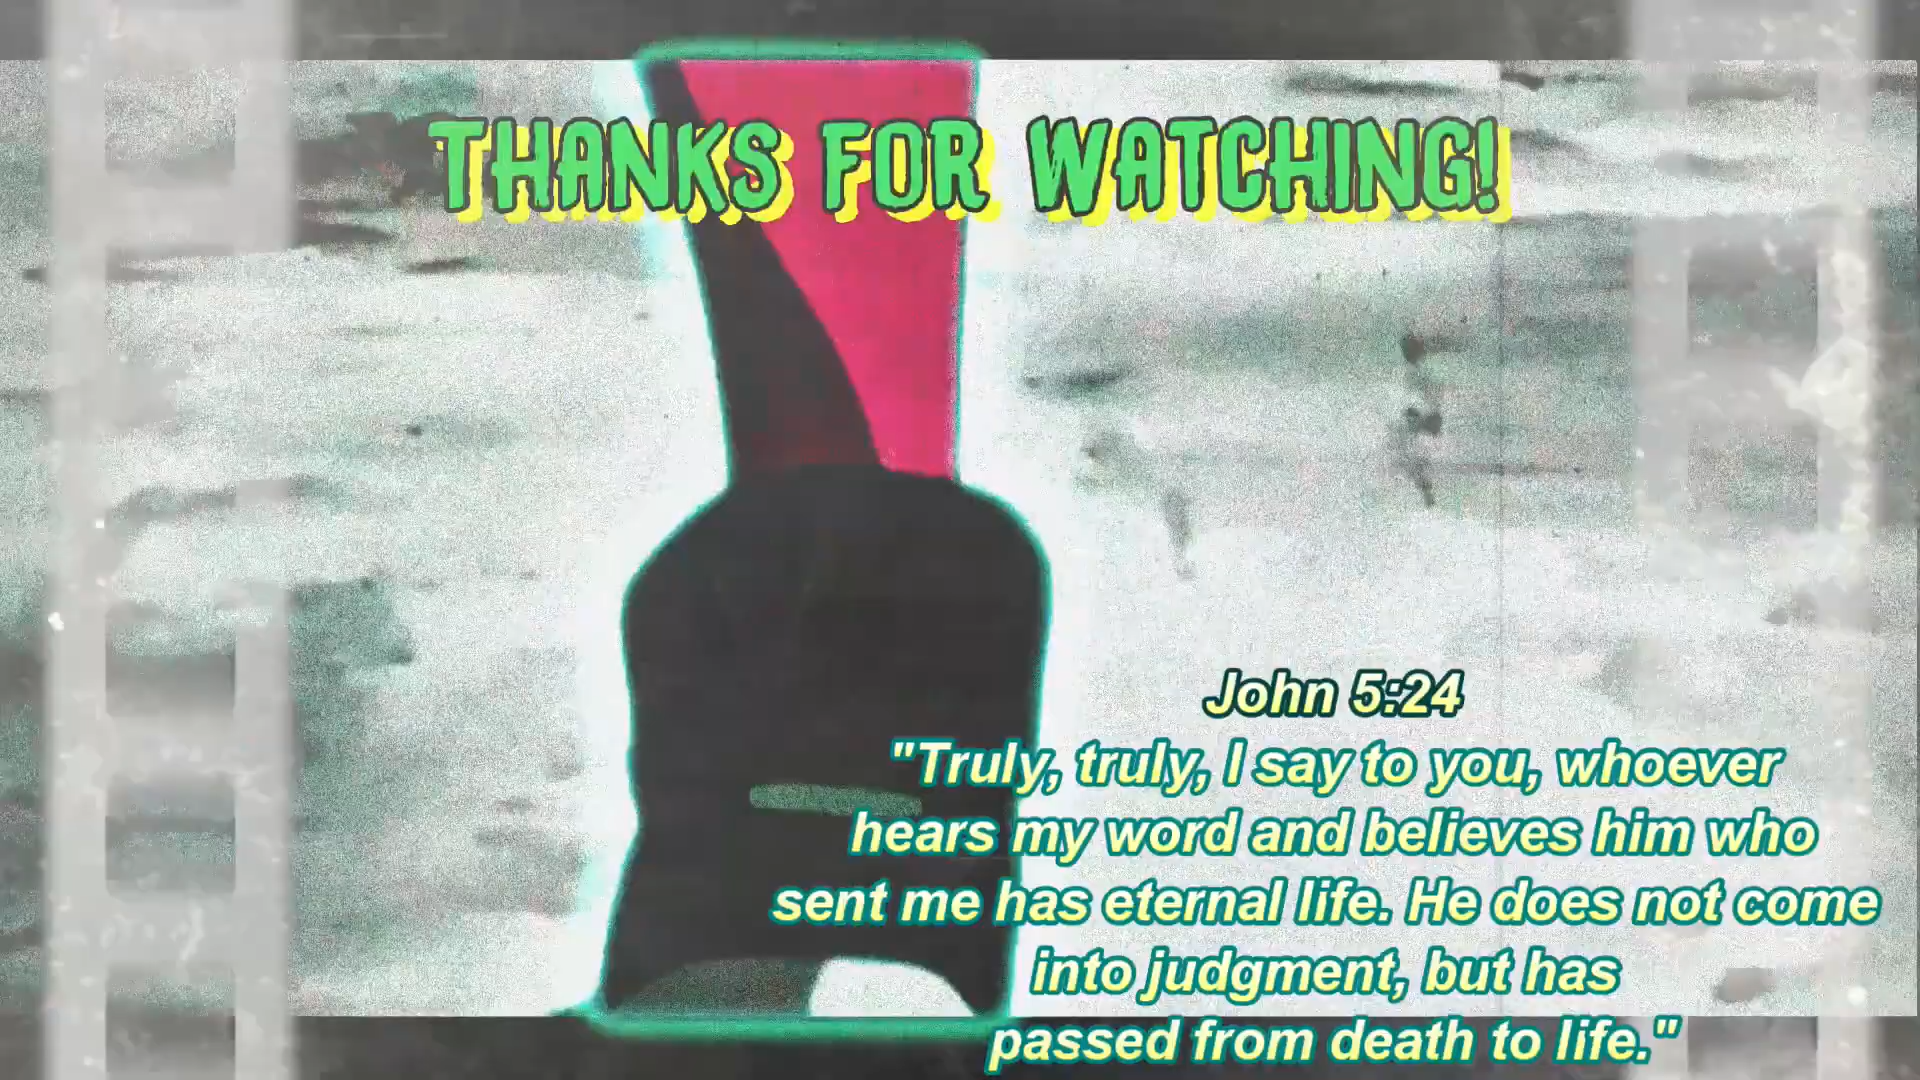 THANKS FOR WATCHING!
John 5:24
"Truly, truly, I say to you, whoever
hears my word and believes him who
sent me has eternal life. He does not come
into judgment, but has
passed from death to life."